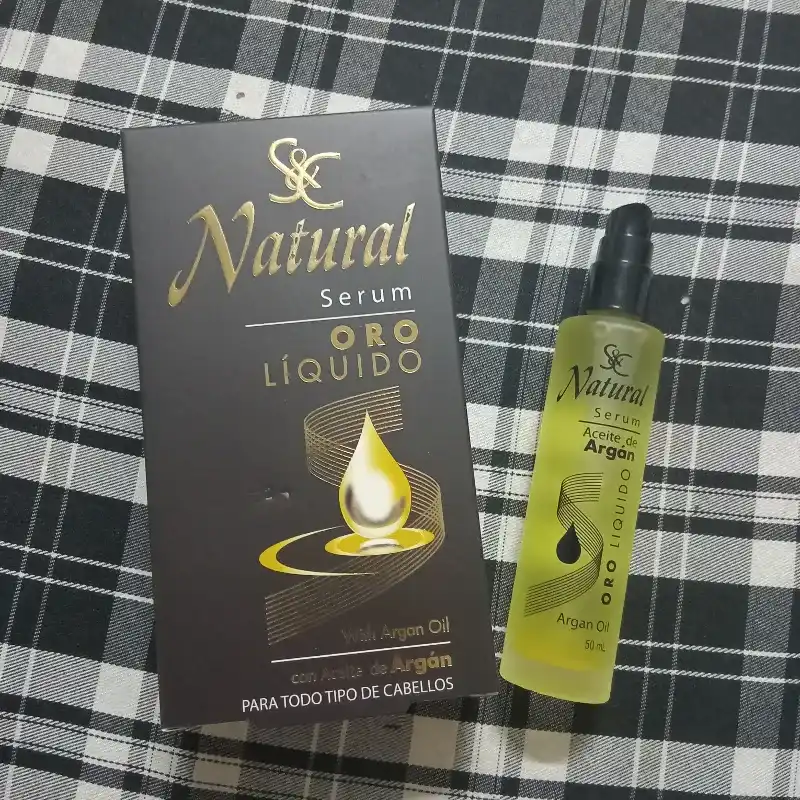 S&C
Natural
Serum
ORO
LÍQUIDO
With Argan Oil
con Aceite de Argán
PARA TODO TIPO DE CABELLOS
S&C
Natural
Serum
Aceite de
Argán
ORO LIQUIDO
Argan Oil
50 mL